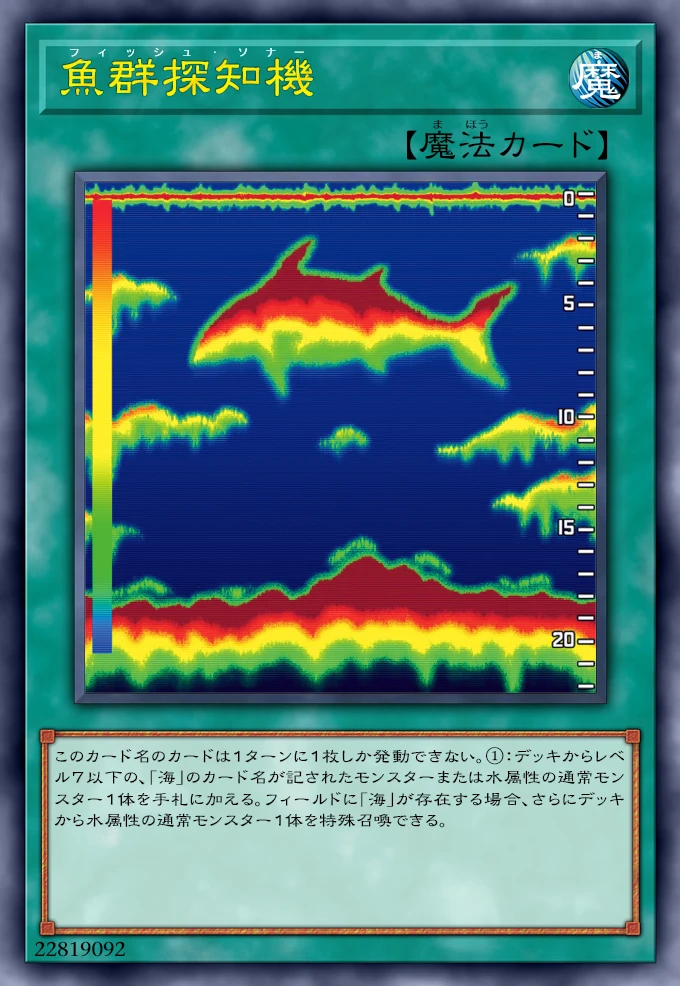 フィッシュ・ソナー
魚群探知機
ま
魔
ま ほう
【魔法カード】
0
5
10
15
20
このカード名のカードは1ターンに1枚しか発動できない。①:デッキからレベ
ル7以下の、「海」のカード名が記されたモンスターまたは水属性の通常モン
スター1体を手札に加える。フィールドに「海」が存在する場合、さらにデッキ
から水属性の通常モンスター1体を特殊召喚できる。
22819092